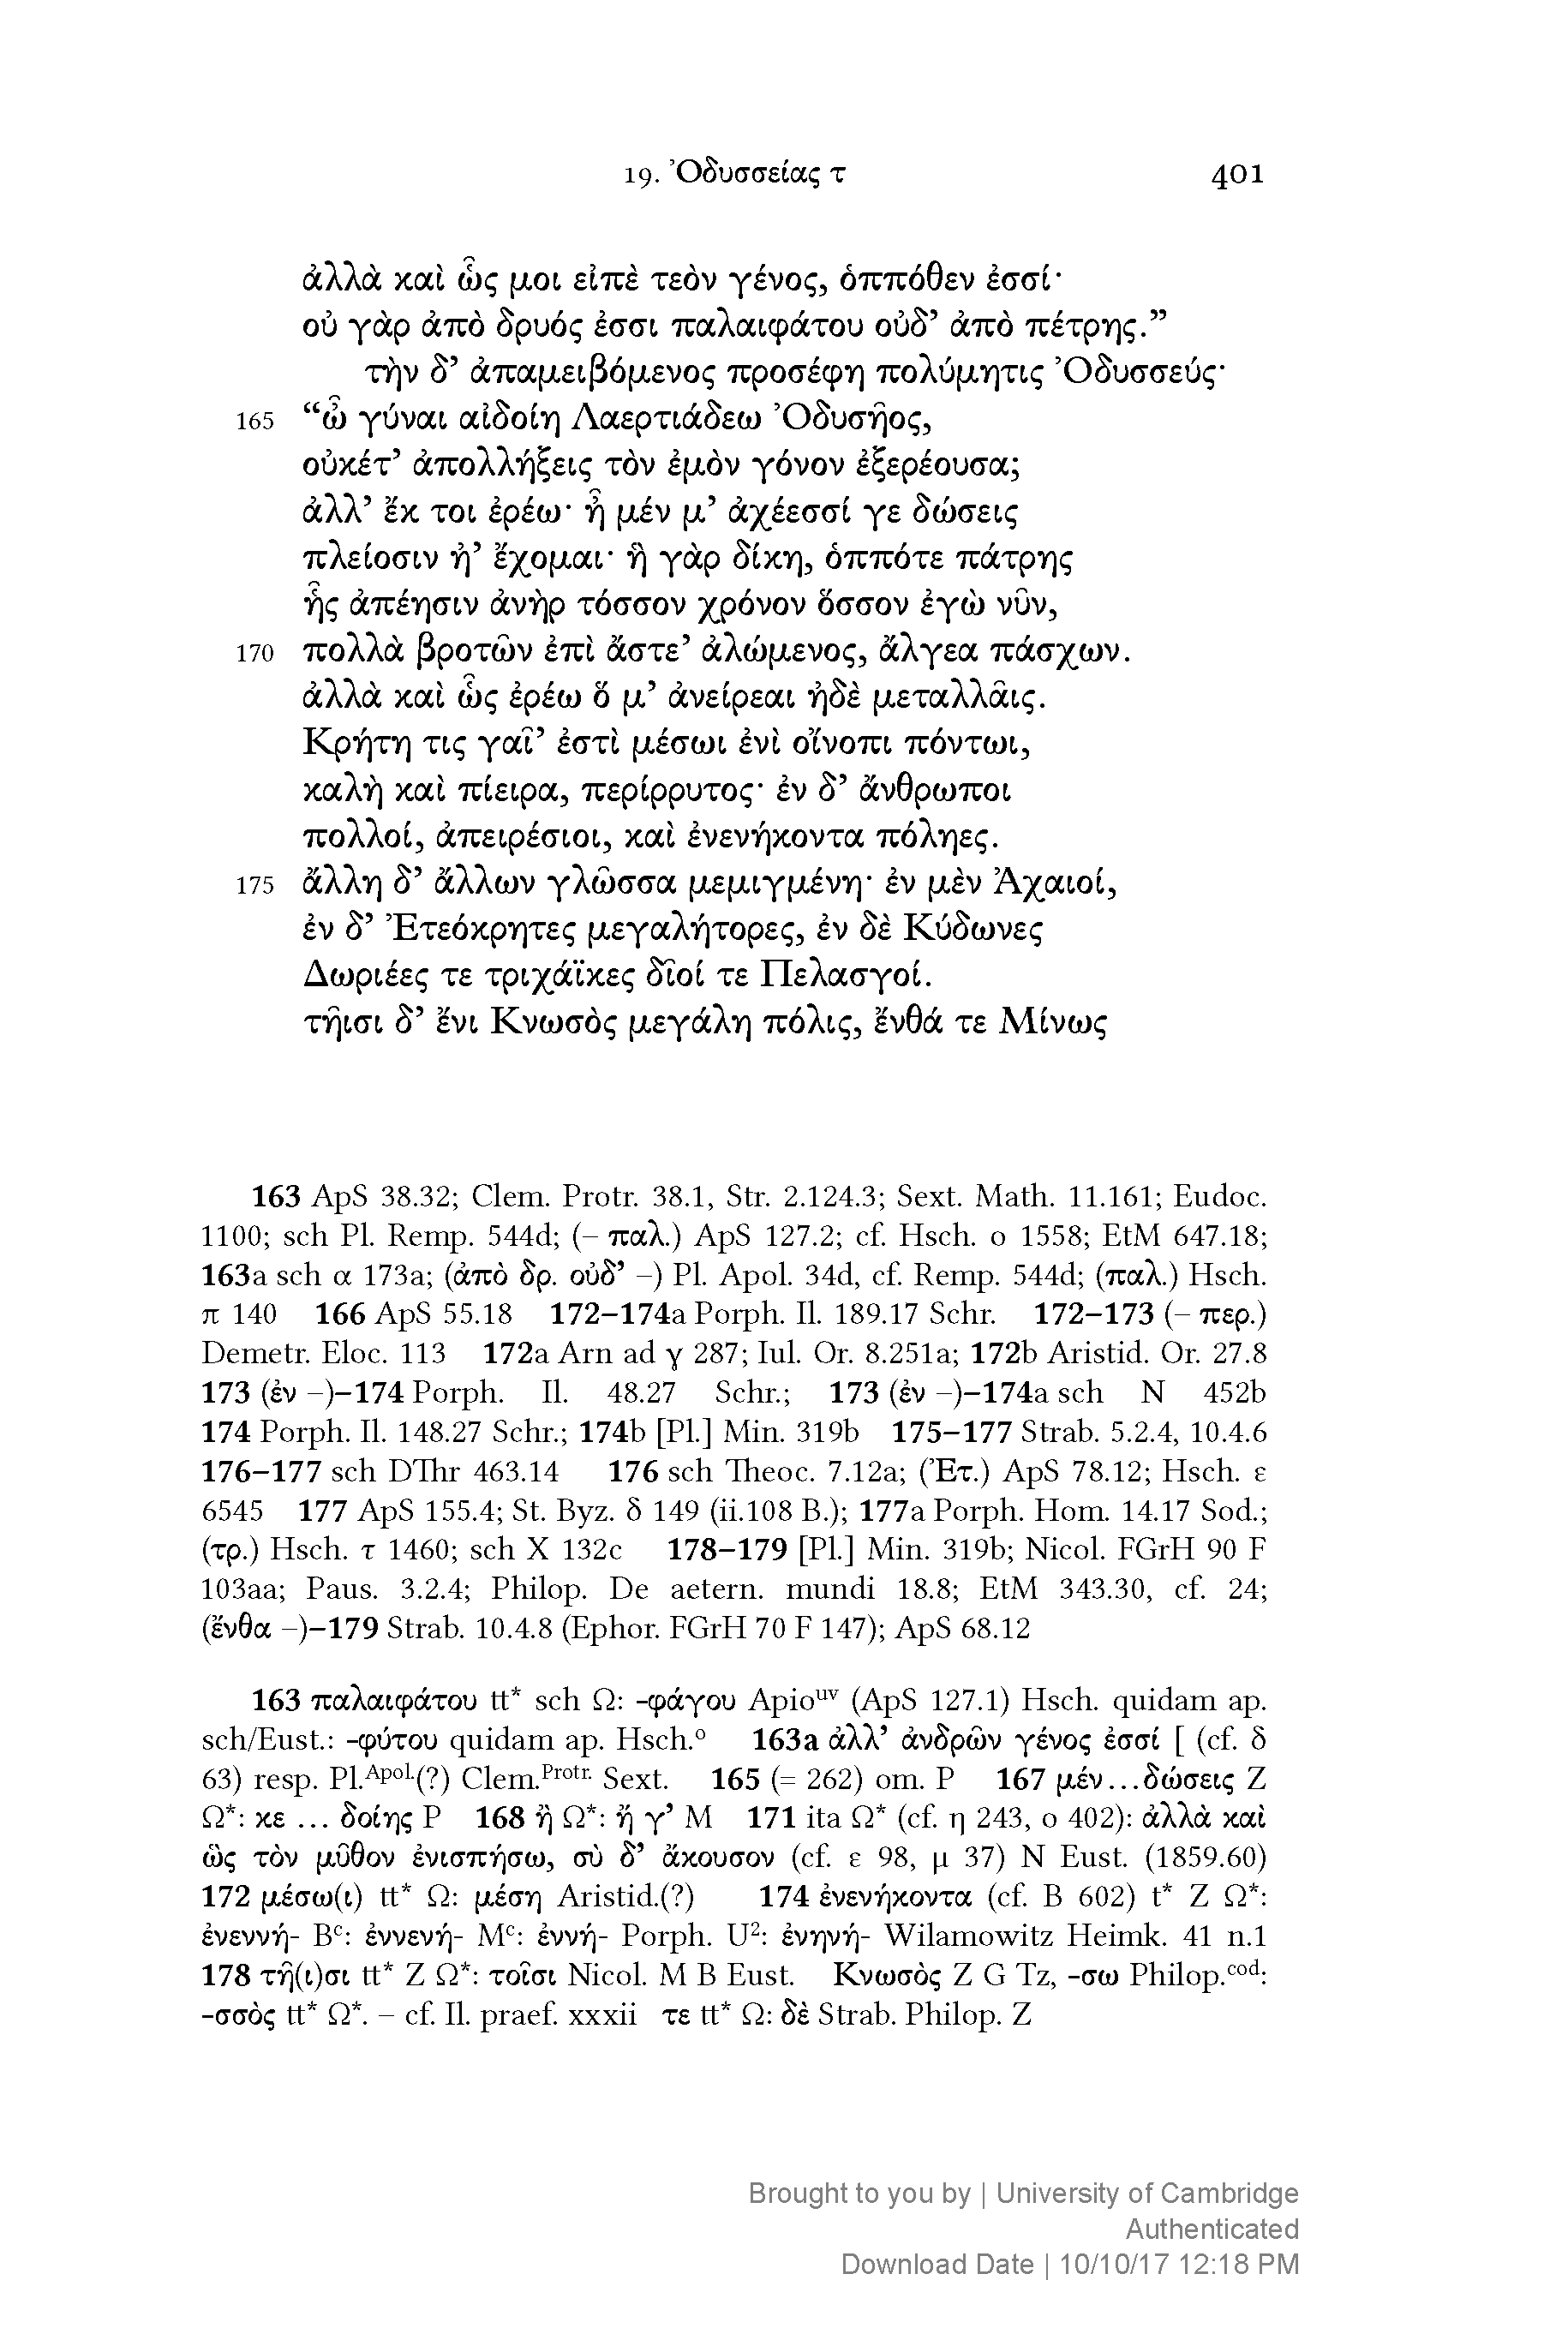 19. Ὀδυσσείας τ 401
ἀλλὰ καὶ ὧς μοι εἰπὲ τεὸν γένος, ὁππόθεν ἐσσί·
οὐ γὰρ ἀπὸ δρυός ἐσσι παλαιφάτου οὐδ’ ἀπὸ πέτρης.”
τὴν δ’ ἀπαμειβόμενος προσέφη πολύμητις Ὀδυσσεύς·
165 “ὦ γύναι αἰδοίη Λαερτιάδεω Ὀδυσῆος,
οὐκέτ’ ἀπολλήξεις τὸν ἐμὸν γόνον ἐξερέουσα;
ἀλλ’ ἔκ τοι ἐρέω· ἦ μέν μ’ ἀχέεσσί γε δώσεις
πλείοσιν ἠ’ ἔχομαι· ἣ γὰρ δίκη, ὁππότε πάτρης
ἧς ἀπέησιν ἀνὴρ τόσσον χρόνον ὅσσον ἐγὼ νῦν,
170 πολλὰ βροτῶν ἐπὶ ἄστε’ ἀλώμενος, ἄλγεα πάσχων.
ἀλλὰ καὶ ὧς ἐρέω ὅ μ’ ἀνείρεαι ἠδὲ μεταλλᾶις.
Κρήτη τις γαῖ’ ἐστὶ μέσωι ἐνὶ οἴνοπι πόντωι,
καλὴ καὶ πίειρα, περίρρυτος· ἐν δ’ ἄνθρωποι
πολλοί, ἀπειρέσιοι, καὶ ἐνενήκοντα πόληες.
175 ἄλλη δ’ ἄλλων γλῶσσα μεμιγμένη· ἐν μὲν Ἀχαιοί,
ἐν δ’ Ἐτεόκρητες μεγαλήτορες, ἐν δὲ Κύδωνες
Δωριέες τε τριχάϊκες δῖοί τε Πελασγοί.
τῆισι δ’ ἔνι Κνωσὸς μεγάλη πόλις, ἔνθά τε Μίνως
163 ApS 38.32; Clem. Protr. 38.1, Str. 2.124.3; Sext. Math. 11.161; Eudoc.
1100; sch Pl. Remp. 544d; (– παλ.) ApS 127.2; cf. Hsch. ο 1558; EtM 647.18;
163a sch α 173a; (ἀπὸ δρ. οὐδ’ –) Pl. Apol. 34d, cf. Remp. 544d; (παλ.) Hsch.
π 140 166 ApS 55.18 172–174a Porph. Il. 189.17 Schr. 172–173 (– περ.)
Demetr. Eloc. 113 172a Arn ad γ 287; Iul. Or. 8.251a; 172b Aristid. Or. 27.8
173 (ἐν –)–174 Porph. Il. 48.27 Schr.; 173 (ἐν –)–174a sch N 452b
174 Porph. Il. 148.27 Schr.; 174b [Pl.] Min. 319b 175–177 Strab. 5.2.4, 10.4.6
176–177 sch DThr 463.14 176 sch Theoc. 7.12a; (Ἐτ.) ApS 78.12; Hsch. ε
6545 177 ApS 155.4; St. Byz. δ 149 (ii.108 B.); 177a Porph. Hom. 14.17 Sod.;
(τρ.) Hsch. τ 1460; sch X 132c 178–179 [Pl.] Min. 319b; Nicol. FGrH 90 F
103aa; Paus. 3.2.4; Philop. De aetern. mundi 18.8; EtM 343.30, cf. 24;
(ἔνθα –)–179 Strab. 10.4.8 (Ephor. FGrH 70 F 147); ApS 68.12
163 παλαιφάτου tt* sch Ω: -φάγου Apioᵘᵛ (ApS 127.1) Hsch. quidam ap.
sch/Eust.: -φύτου quidam ap. Hsch.ᵒ 163a ἀλλ’ ἀνδρῶν γένος ἐσσί [ (cf. δ
63) resp. Pl.Apol.(?) Clem.Protr. Sext. 165 (= 262) om. P 167 μέν...δώσεις Z
Ω*: κε ... δοίης P 168 ἣ Ω*: ἥ γ’ M 171 ita Ω* (cf. η 243, ο 402): ἀλλὰ καὶ
ὣς τὸν μῦθον ἐνισπήσω, σὺ δ’ ἄκουσον (cf. ε 98, μ 37) N Eust. (1859.60)
172 μέσω(ι) tt* Ω: μέση Aristid.(?) 174 ἐνενήκοντα (cf. B 602) t* Z Ω*:
ἐνεννή- Bᶜ: ἐννενή- Mᶜ: ἐννή- Porph. U²: ἐνηνή- Wilamowitz Heimk. 41 n.1
178 τῆ(ι)σι tt* Z Ω*: τοῖσι Nicol. M B Eust. Κνωσὸς Z G Tz, -σω Philop.ᶜᵒᵈ:
-σσὸς tt* Ω*. – cf. Il. praef. xxxii τε tt* Ω: δὲ Strab. Philop. Z
Brought to you by | University of Cambridge
Authenticated
Download Date | 10/10/17 12:18 PM